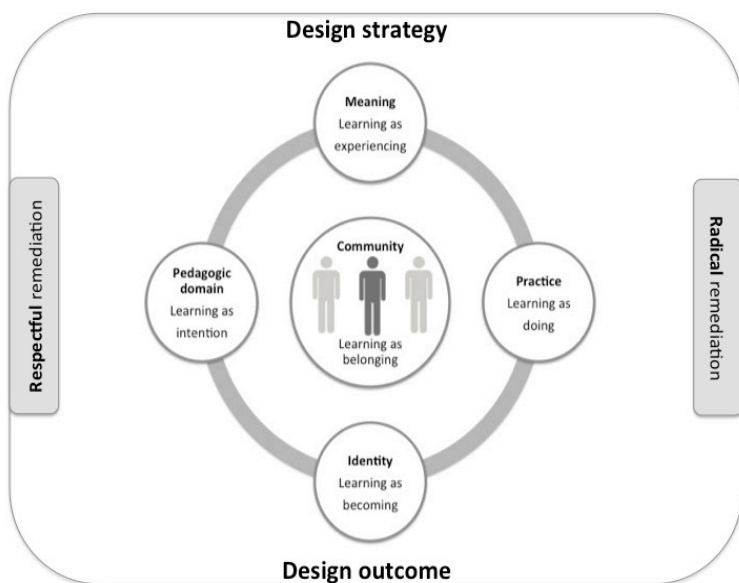 Design strategy
Meaning
Learning as
experiencing
Respectful remediation
Pedagogic
domain
Learning as
intention
Community
Learning as
belonging
Practice
Learning as
doing
Radical remediation
Identity
Learning as
becoming
Design outcome